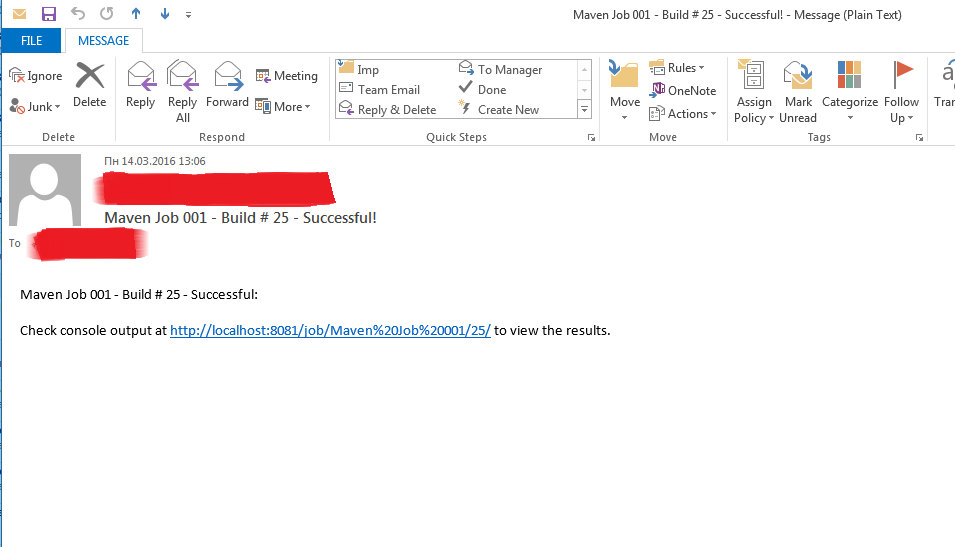 Maven Job 001 - Build # 25 - Successful! - Message (Plain Text)
FILE
MESSAGE
Ignore
Junk
Delete
Delete
Reply
Reply All
Forward
Meeting
More
Respond
Imp
Team Email
Reply & Delete
To Manager
Done
Create New
Quick Steps
Move
Rules
OneNote
Actions
Move
Assign Policy
Mark Unread
Categorize
Follow Up
Tags
Пн 14.03.2016 13:06
Maven Job 001 - Build # 25 - Successful!
To
Maven Job 001 - Build # 25 - Successful:
Check console output at http://localhost:8081/job/Maven%20Job%20001/25/ to view the results.